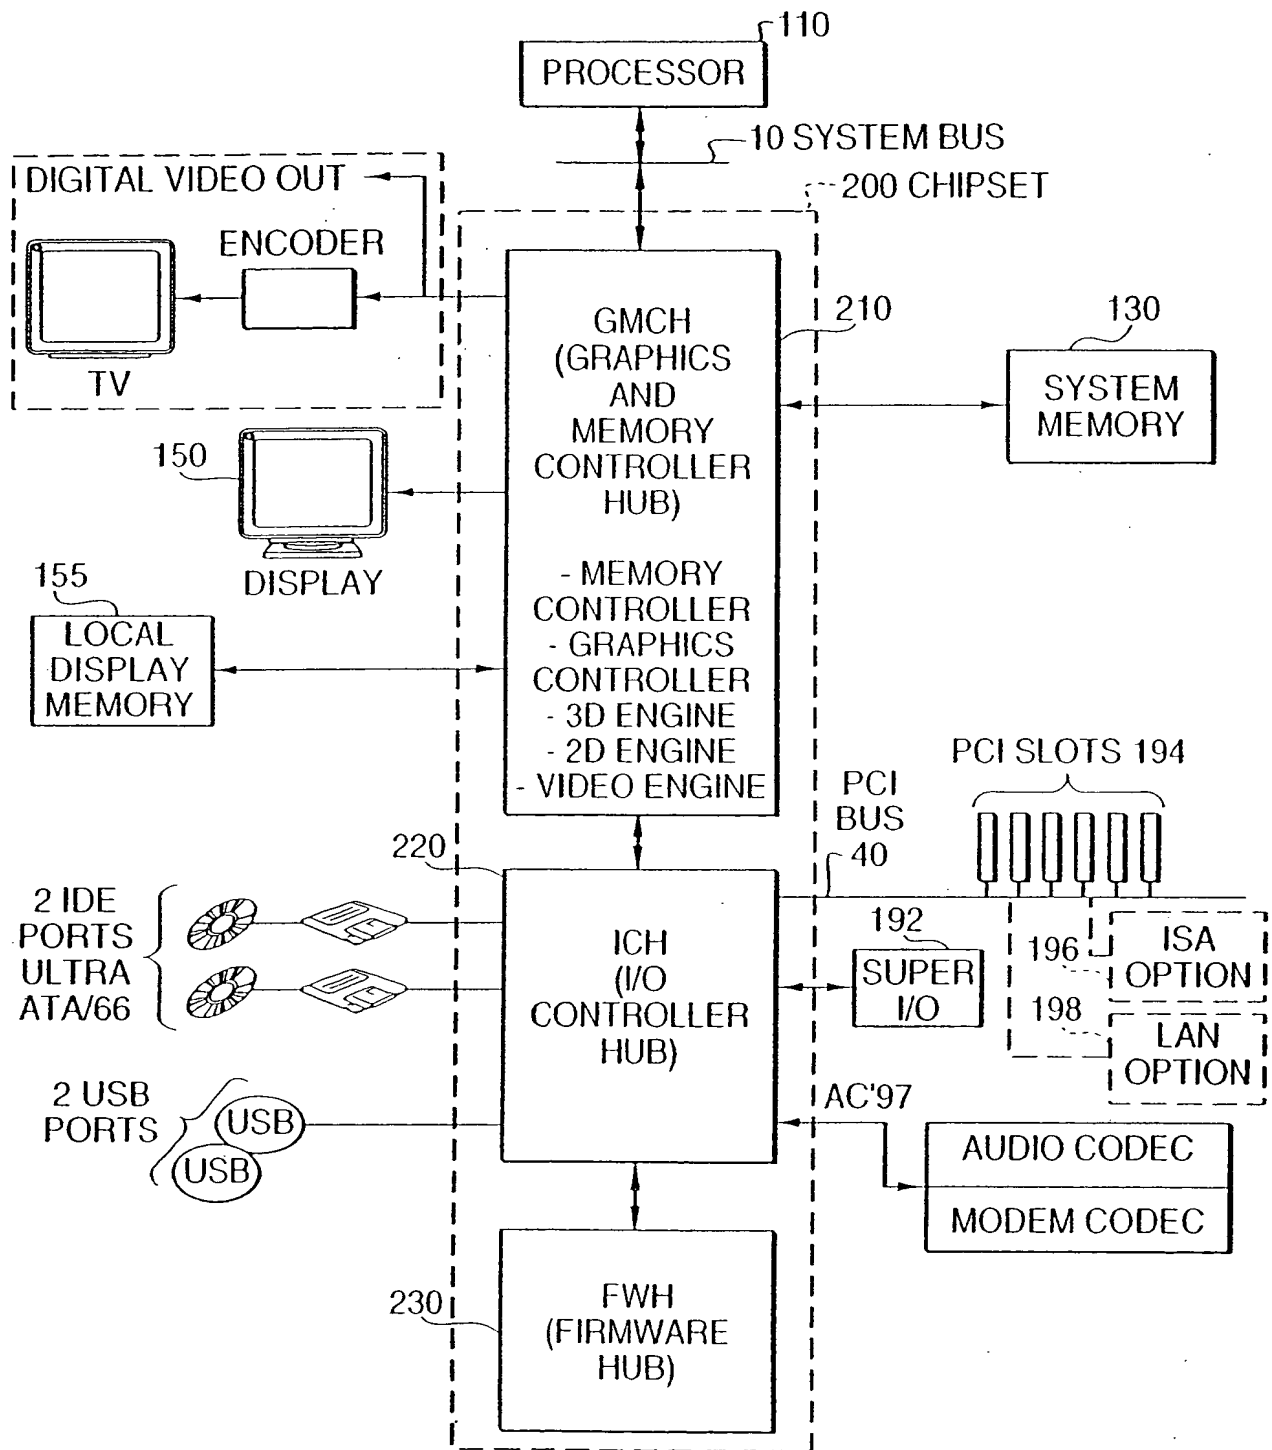 110
PROCESSOR
10 SYSTEM BUS
200 CHIPSET
DIGITAL VIDEO OUT
ENCODER
TV
GMCH
(GRAPHICS
AND
MEMORY
CONTROLLER
HUB)
- MEMORY
CONTROLLER
- GRAPHICS
CONTROLLER
- 3D ENGINE
- 2D ENGINE
- VIDEO ENGINE
210
130
SYSTEM
MEMORY
150
DISPLAY
155
LOCAL
DISPLAY
MEMORY
PCI SLOTS 194
PCI
BUS
40
220
2 IDE
PORTS
ULTRA
ATA/66
ICH
(I/O
CONTROLLER
HUB)
192
SUPER
I/O
196
ISA
OPTION
198
LAN
OPTION
2 USB
PORTS
USB
USB
AC'97
AUDIO CODEC
MODEM CODEC
230
FWH
(FIRMWARE
HUB)